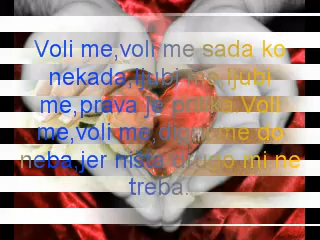 Voli me,voli me sada ko
nekada,ljubi me ljubi
me,prava je prilika.Voli
me,voli me,digni me do
neba,jer nista drugo mi ne
treba.